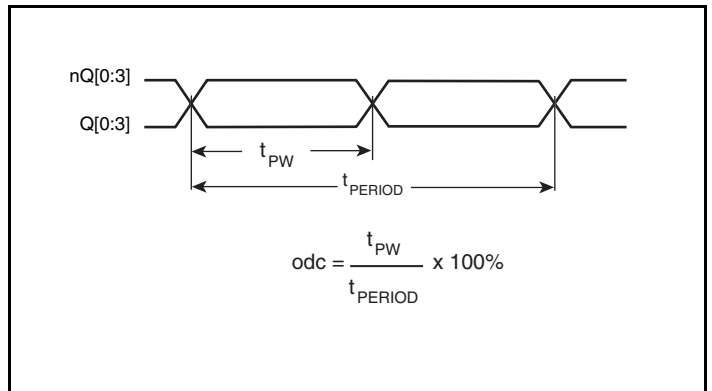 nQ[0:3]
Q[0:3]
tPW
tPERIOD
odc = tPW / tPERIOD x 100%